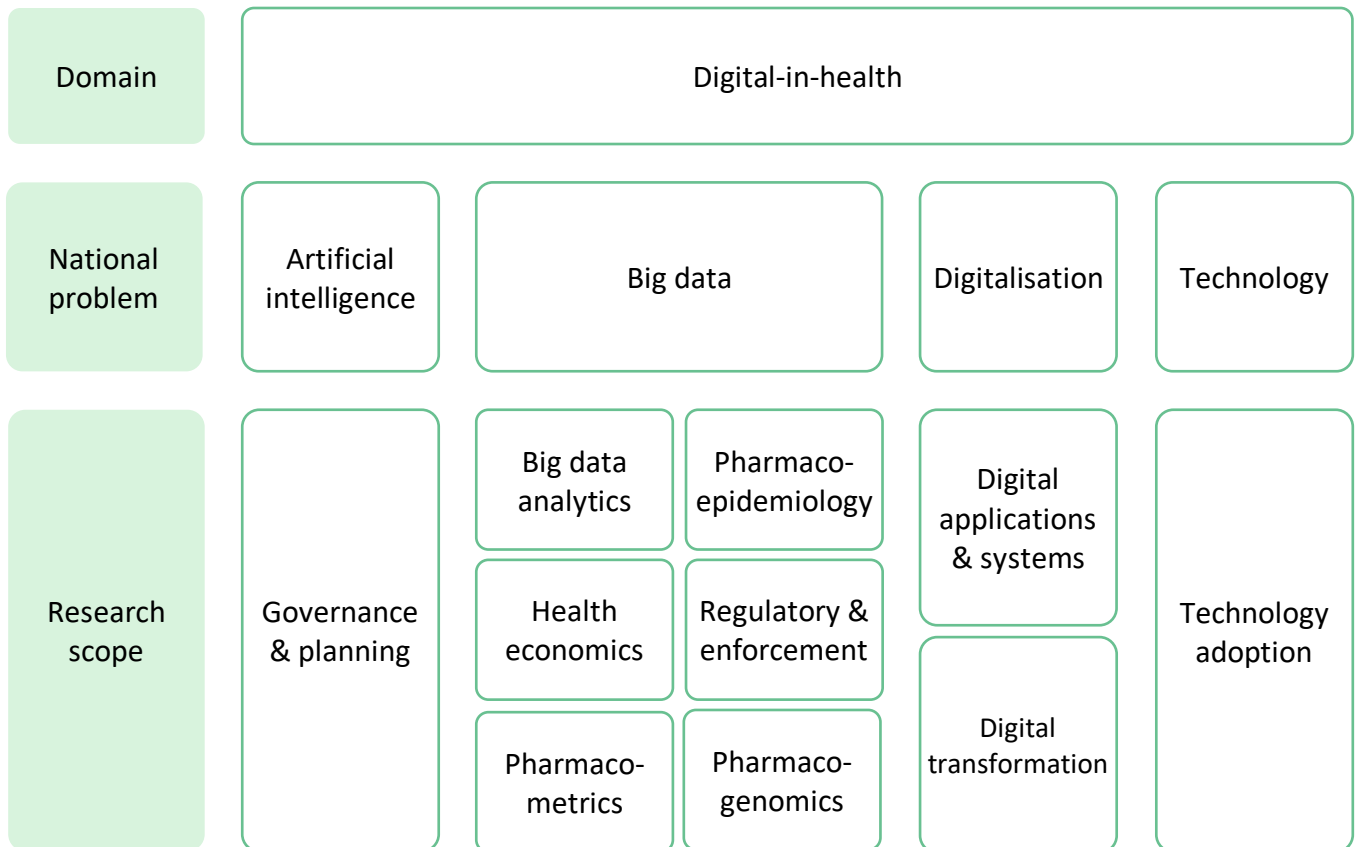 Domain
Digital-in-health
National
problem
Artificial
intelligence
Big data
Digitalisation
Technology
Research
scope
Governance
& planning
Big data
analytics
Pharmaco-
epidemiology
Health
economics
Regulatory &
enforcement
Pharmaco-
metrics
Pharmaco-
genomics
Digital
applications
& systems
Digital
transformation
Technology
adoption